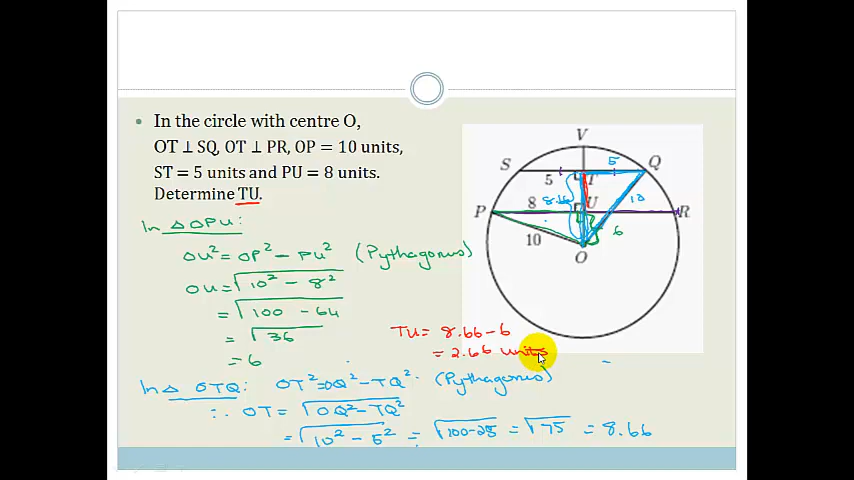 In the circle with centre O,
OT ⊥ SQ, OT ⊥ PR, OP = 10 units,
ST = 5 units and PU = 8 units.
Determine TU.
In △ OPU:
OU² = OP² − PU² (Pythagorus)
OU = √10² − 8²
= √100 − 64
= √36
= 6
TU = 8.66 − 6
= 2.66 units
In △ OTQ: OT² = OQ² − TQ² (Pythagorus)
∴ OT = √OQ² − TQ²
= √10² − 5² = √100−25 = √75 = 8.66
V
S
5
Q
5
T
8.66
10
8
U
P
R
6
10
O